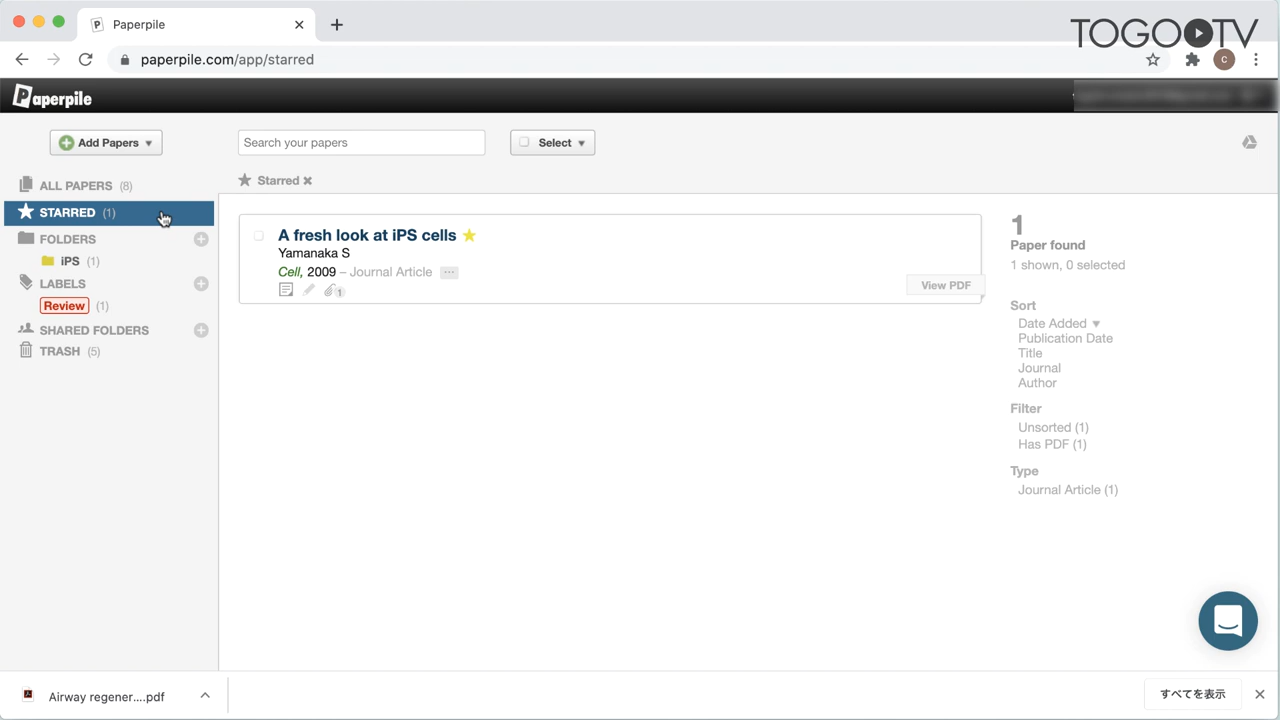 Paperpile
TOGO TV
paperpile.com/app/starred
C
Paperpile
Add Papers ▼
Search your papers
Select ▼
ALL PAPERS (8)
Starred ✖
STARRED (1)
FOLDERS
iPS (1)
LABELS
Review (1)
SHARED FOLDERS
TRASH (5)
A fresh look at iPS cells
Yamanaka S
Cell, 2009 – Journal Article
1
View PDF
1
Paper found
1 shown, 0 selected
Sort
Date Added ▼
Publication Date
Title
Journal
Author
Filter
Unsorted (1)
Has PDF (1)
Type
Journal Article (1)
Airway regener....pdf
すべてを表示